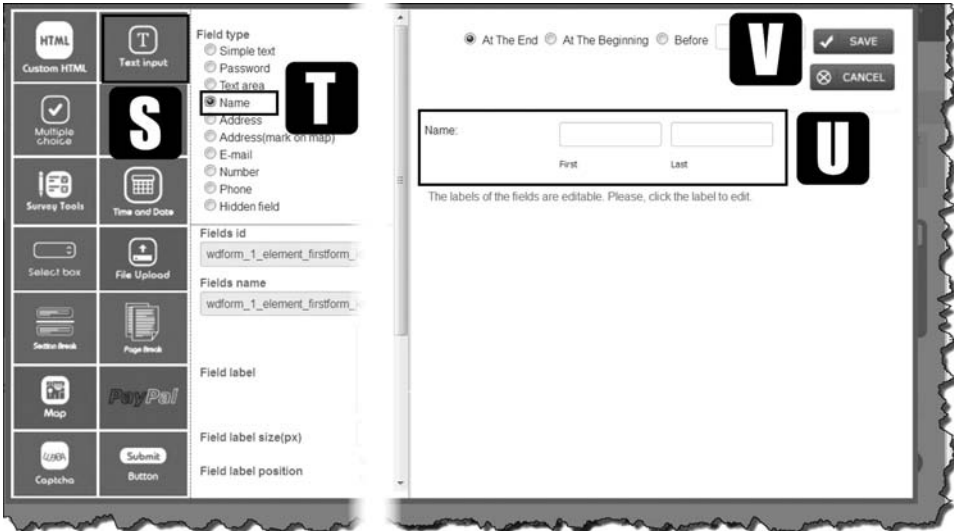 HTML
Custom HTML
T
Text input
Multiple
choice
S
Survey Tools
Time and Date
Select box
File Upload
Section Break
Page Break
Map
PayPal
Captcha
Submit
Button
Field type
Simple text
Password
Text area
Name
Address
Address(mark on map)
E-mail
Number
Phone
Hidden field
T
Fields id
wdform_1_element_firstform_
Fields name
wdform_1_element_firstform_
Field label
Field label size(px)
Field label position
At The End At The Beginning Before
V
SAVE
CANCEL
Name:
First Last
U
The labels of the fields are editable. Please, click the label to edit.